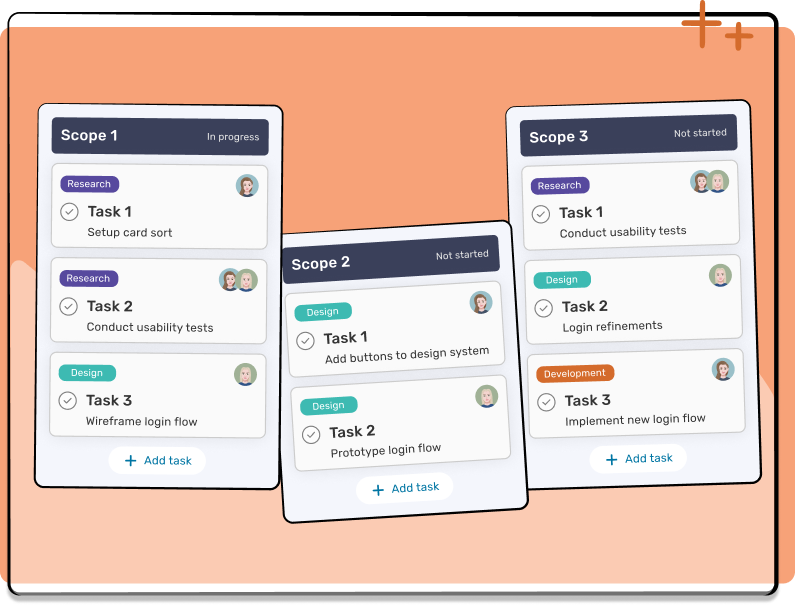 Scope 1
In progress
Research
Task 1
Setup card sort
Research
Task 2
Conduct usability tests
Design
Task 3
Wireframe login flow
Add task
Scope 2
Not started
Design
Task 1
Add buttons to design system
Design
Task 2
Prototype login flow
Add task
Scope 3
Not started
Research
Task 1
Conduct usability tests
Design
Task 2
Login refinements
Development
Task 3
Implement new login flow
Add task